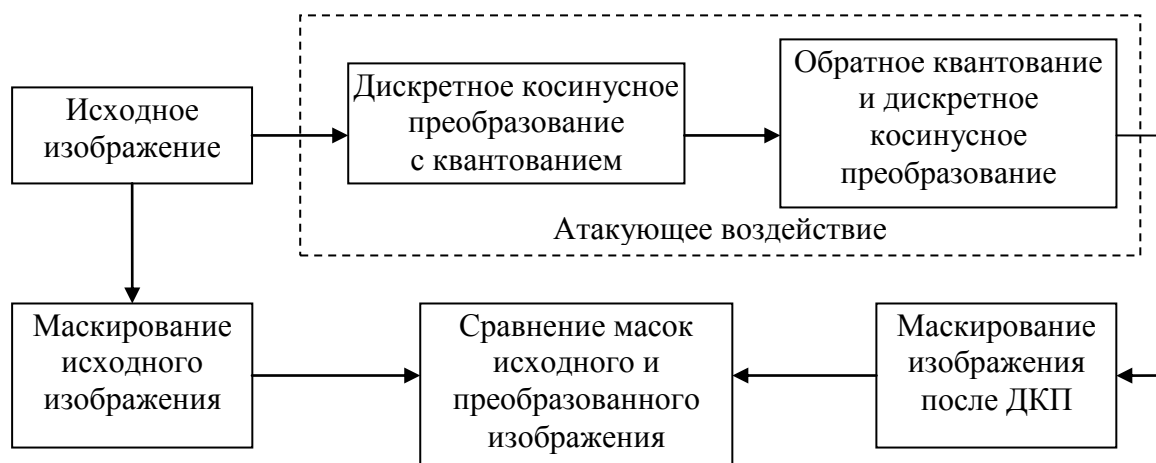 Исходное
изображение
Дискретное косинусное
преобразование
с квантованием
Обратное квантование
и дискретное
косинусное
преобразование
Атакующее воздействие
Маскирование
исходного
изображения
Сравнение масок
исходного и
преобразованного
изображения
Маскирование
изображения
после ДКП